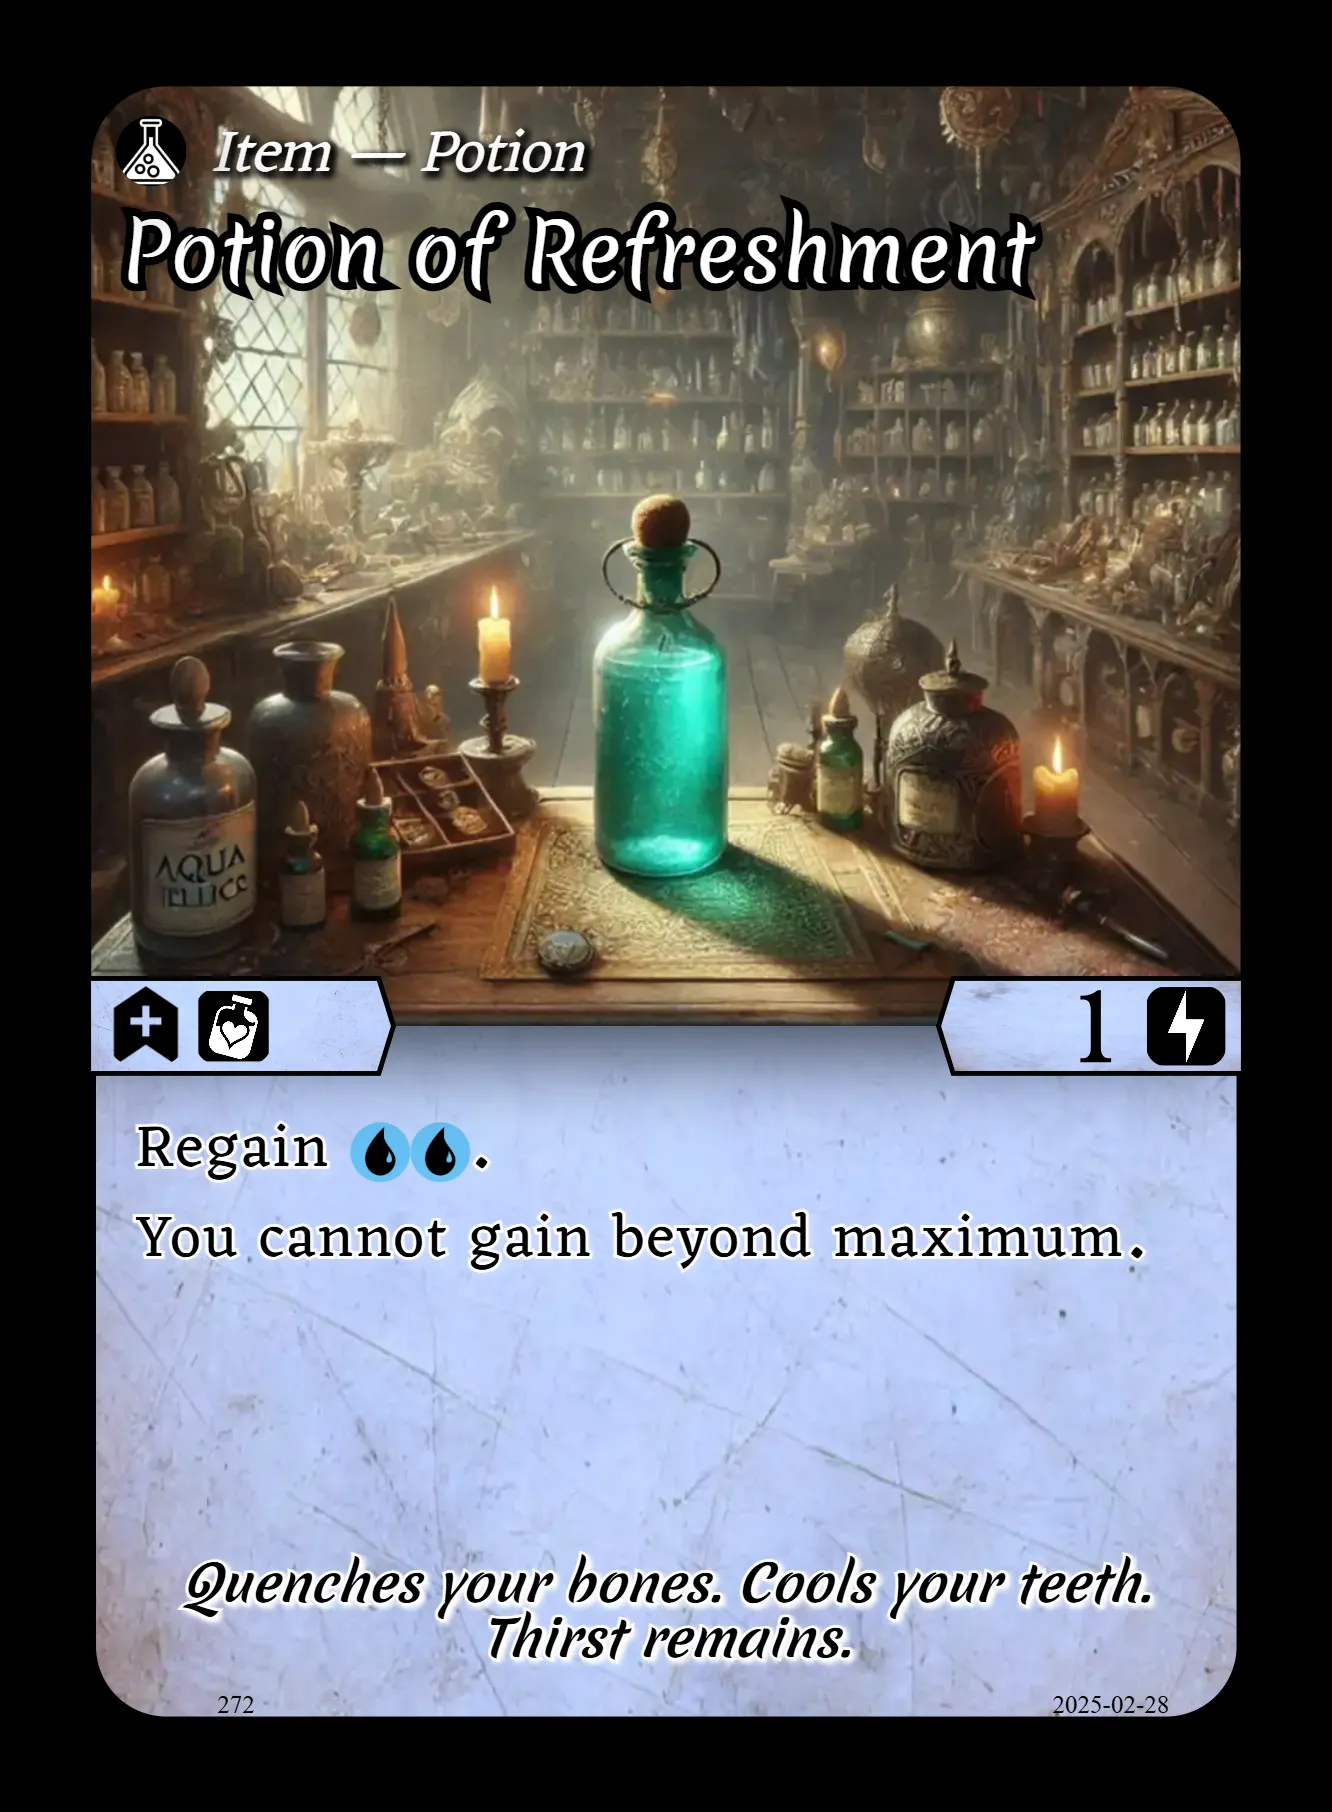 Item — Potion
Potion of Refreshment
AQUA
1
Regain .
You cannot gain beyond maximum.
Quenches your bones. Cools your teeth.
Thirst remains.
272
2025-02-28